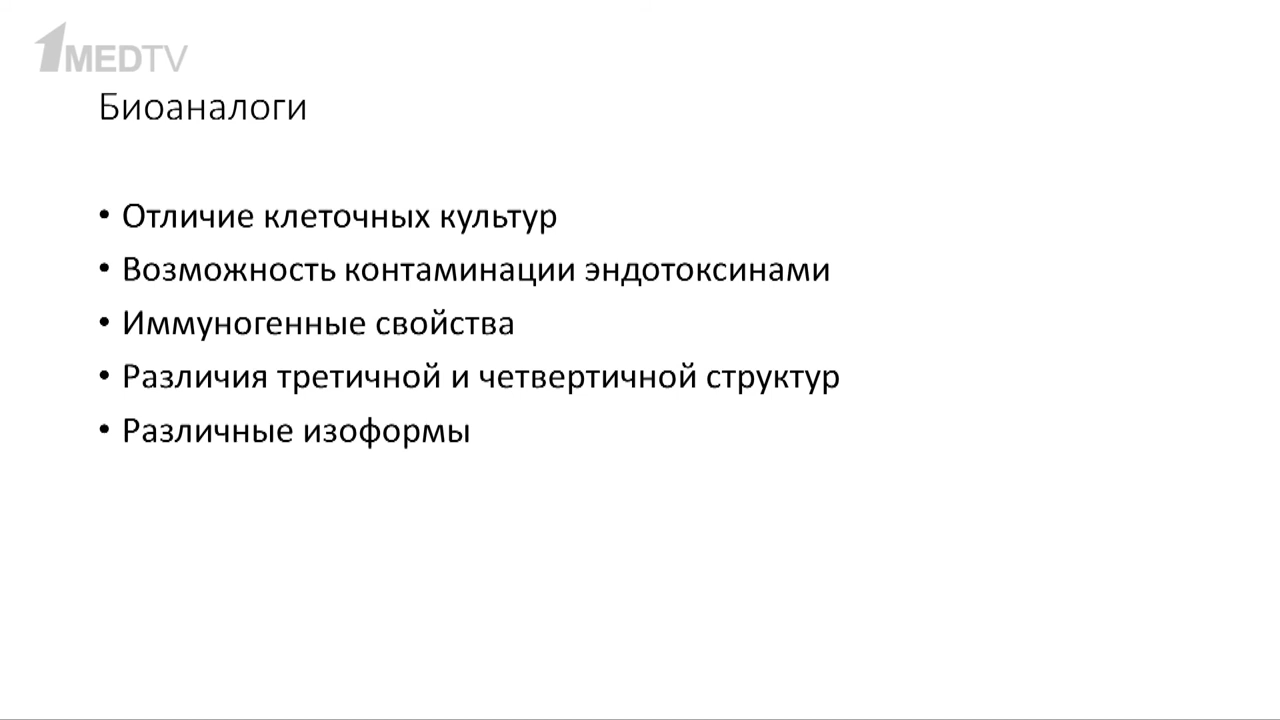 1MEDTV
Биоаналоги
• Отличие клеточных культур
• Возможность контаминации эндотоксинами
• Иммуногенные свойства
• Различия третичной и четвертичной структур
• Различные изоформы